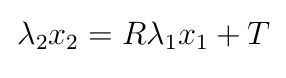 λ₂x₂ = Rλ₁x₁ + T